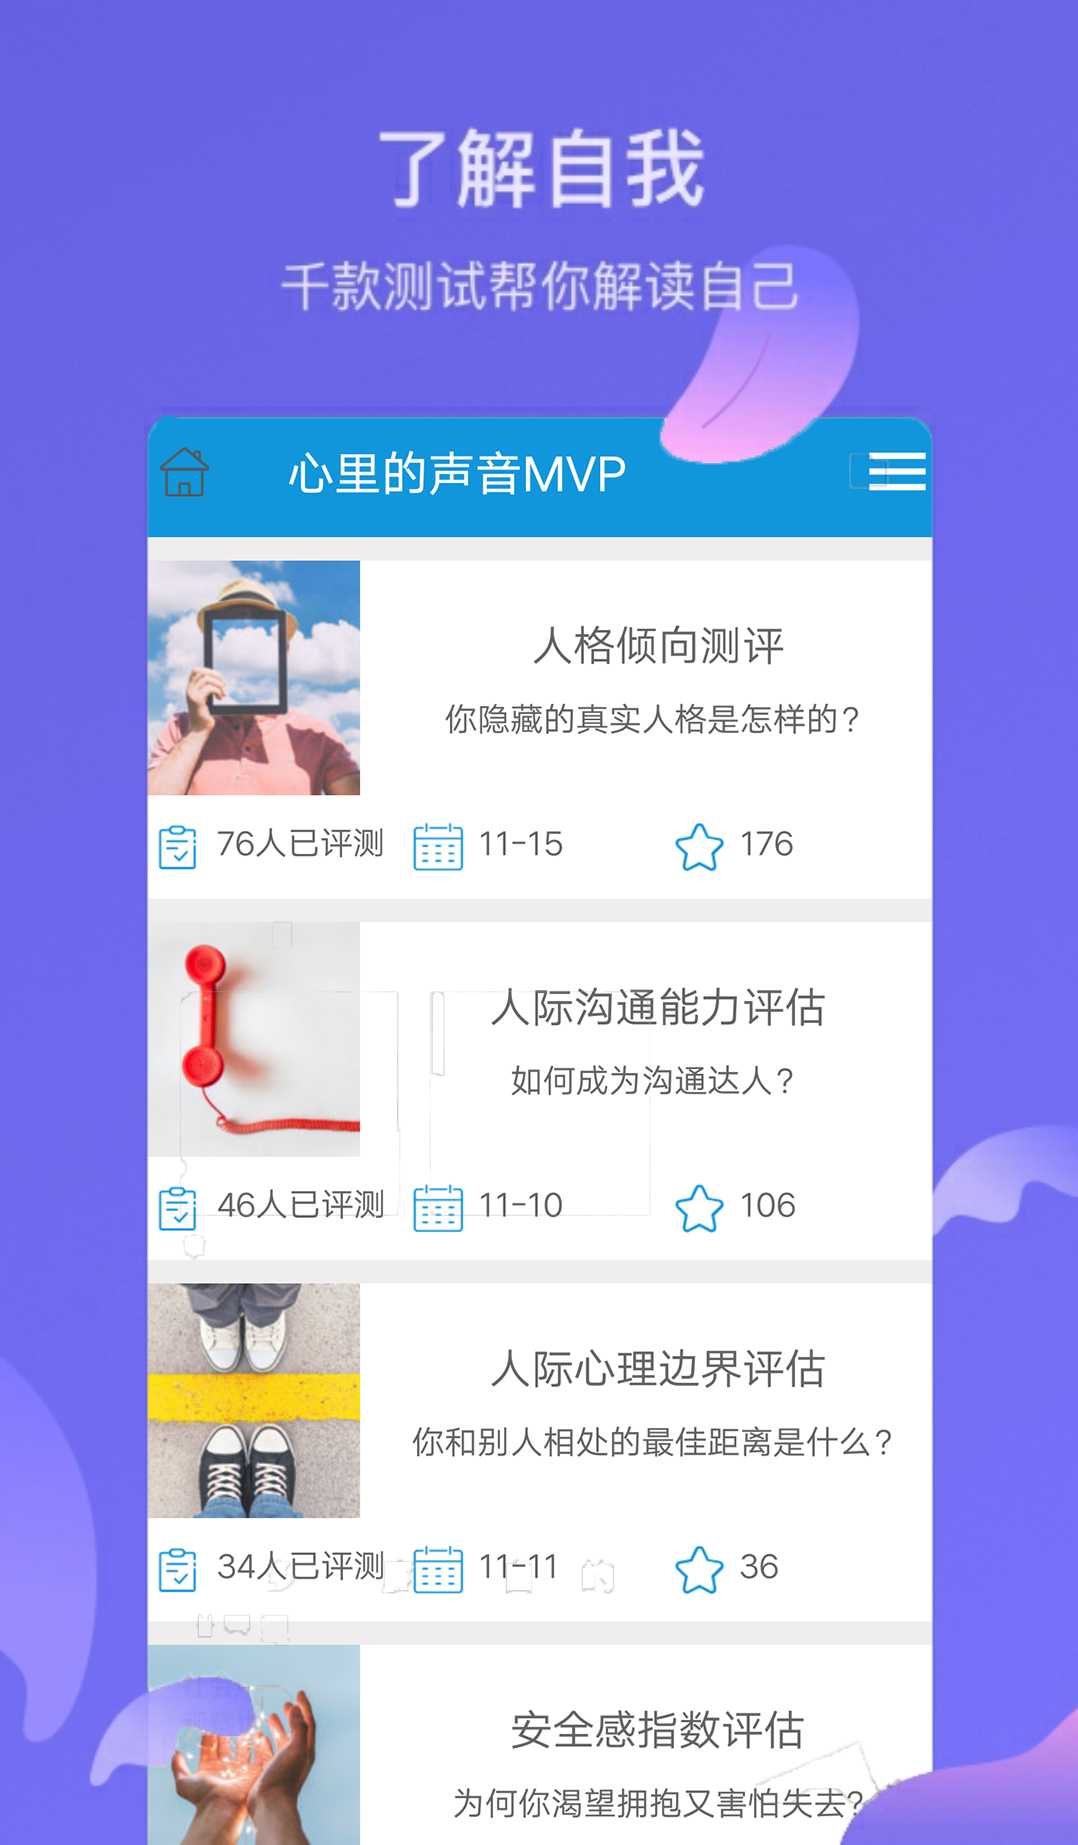 了解自我
千款测试帮你解读自己
心里的声音MVP
人格倾向测评
你隐藏的真实人格是怎样的?
76人已评测 11-15 176
人际沟通能力评估
如何成为沟通达人?
46人已评测 11-10 106
人际心理边界评估
你和别人相处的最佳距离是什么?
34人已评测 11-11 36
安全感指数评估
为何你渴望拥抱又害怕失去?